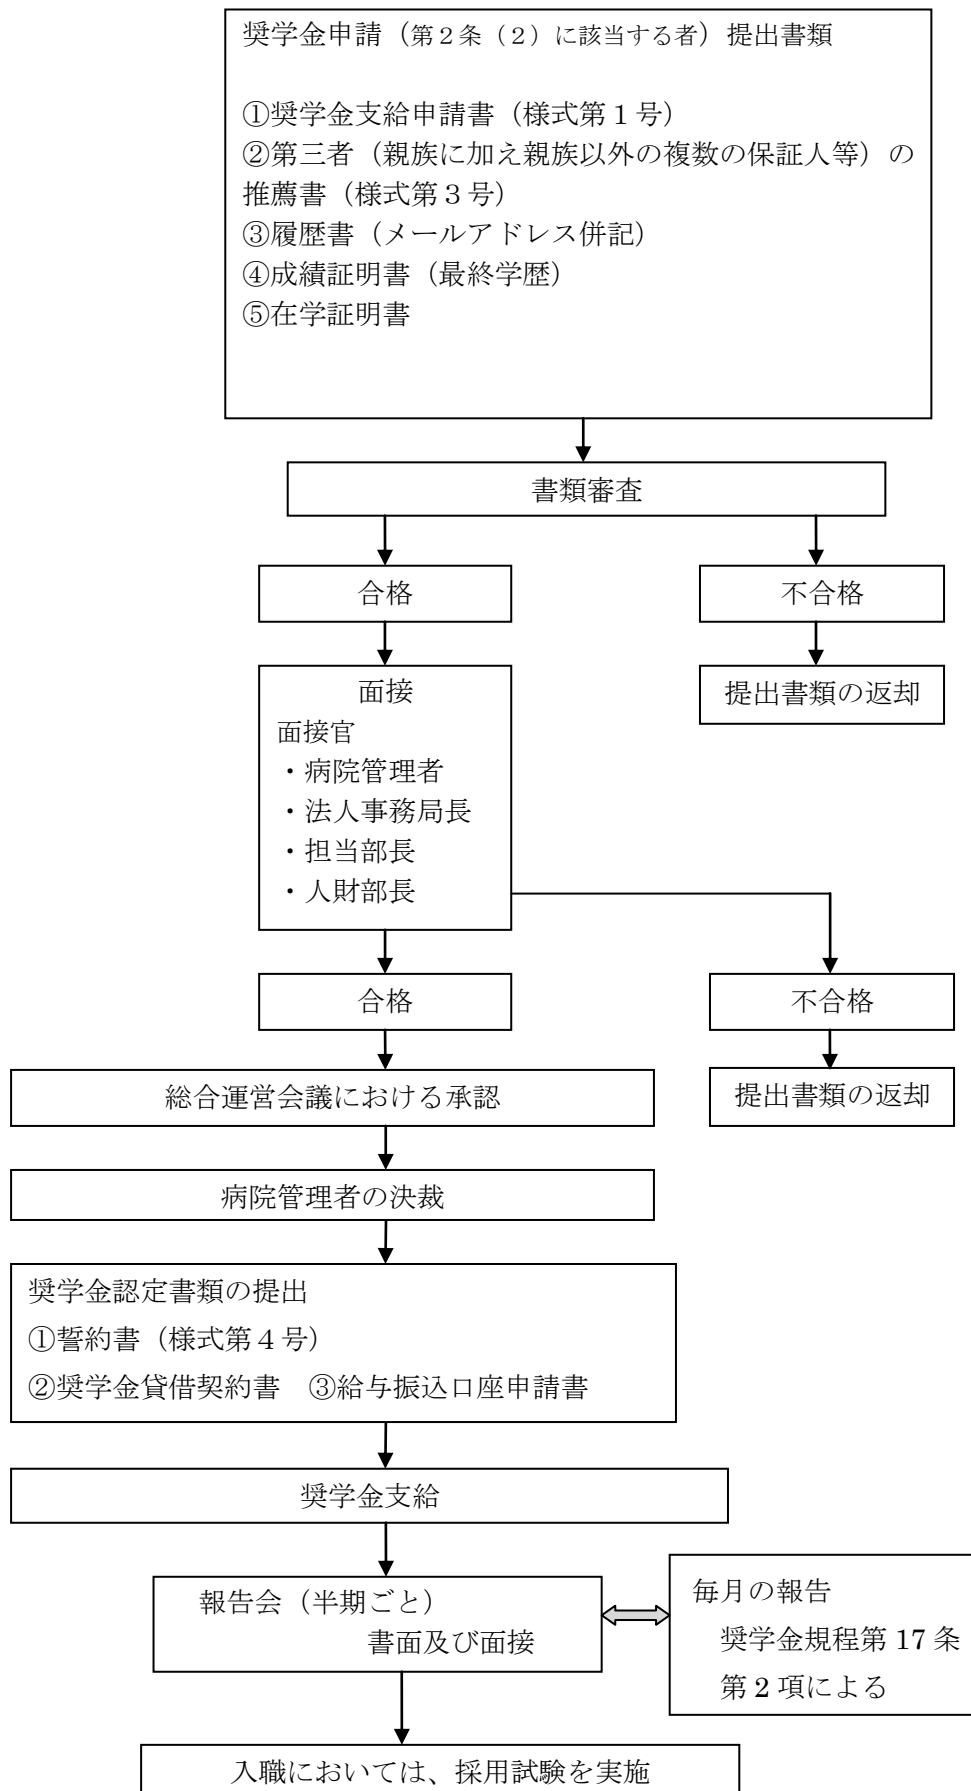 奨学金申請（第２条（２）に該当する者）提出書類
①奨学金支給申請書（様式第１号）
②第三者（親族に加え親族以外の複数の保証人等）の
推薦書（様式第３号）
③履歴書（メールアドレス併記）
④成績証明書（最終学歴）
⑤在学証明書
書類審査
合格
不合格
面接
面接官
・病院管理者
・法人事務局長
・担当部長
・人財部長
提出書類の返却
合格
不合格
総合運営会議における承認
提出書類の返却
病院管理者の決裁
奨学金認定書類の提出
①誓約書（様式第４号）
②奨学金貸借契約書　③給与振込口座申請書
奨学金支給
報告会（半期ごと）
書面及び面接
毎月の報告
奨学金規程第 17 条
第２項による
入職においては、採用試験を実施